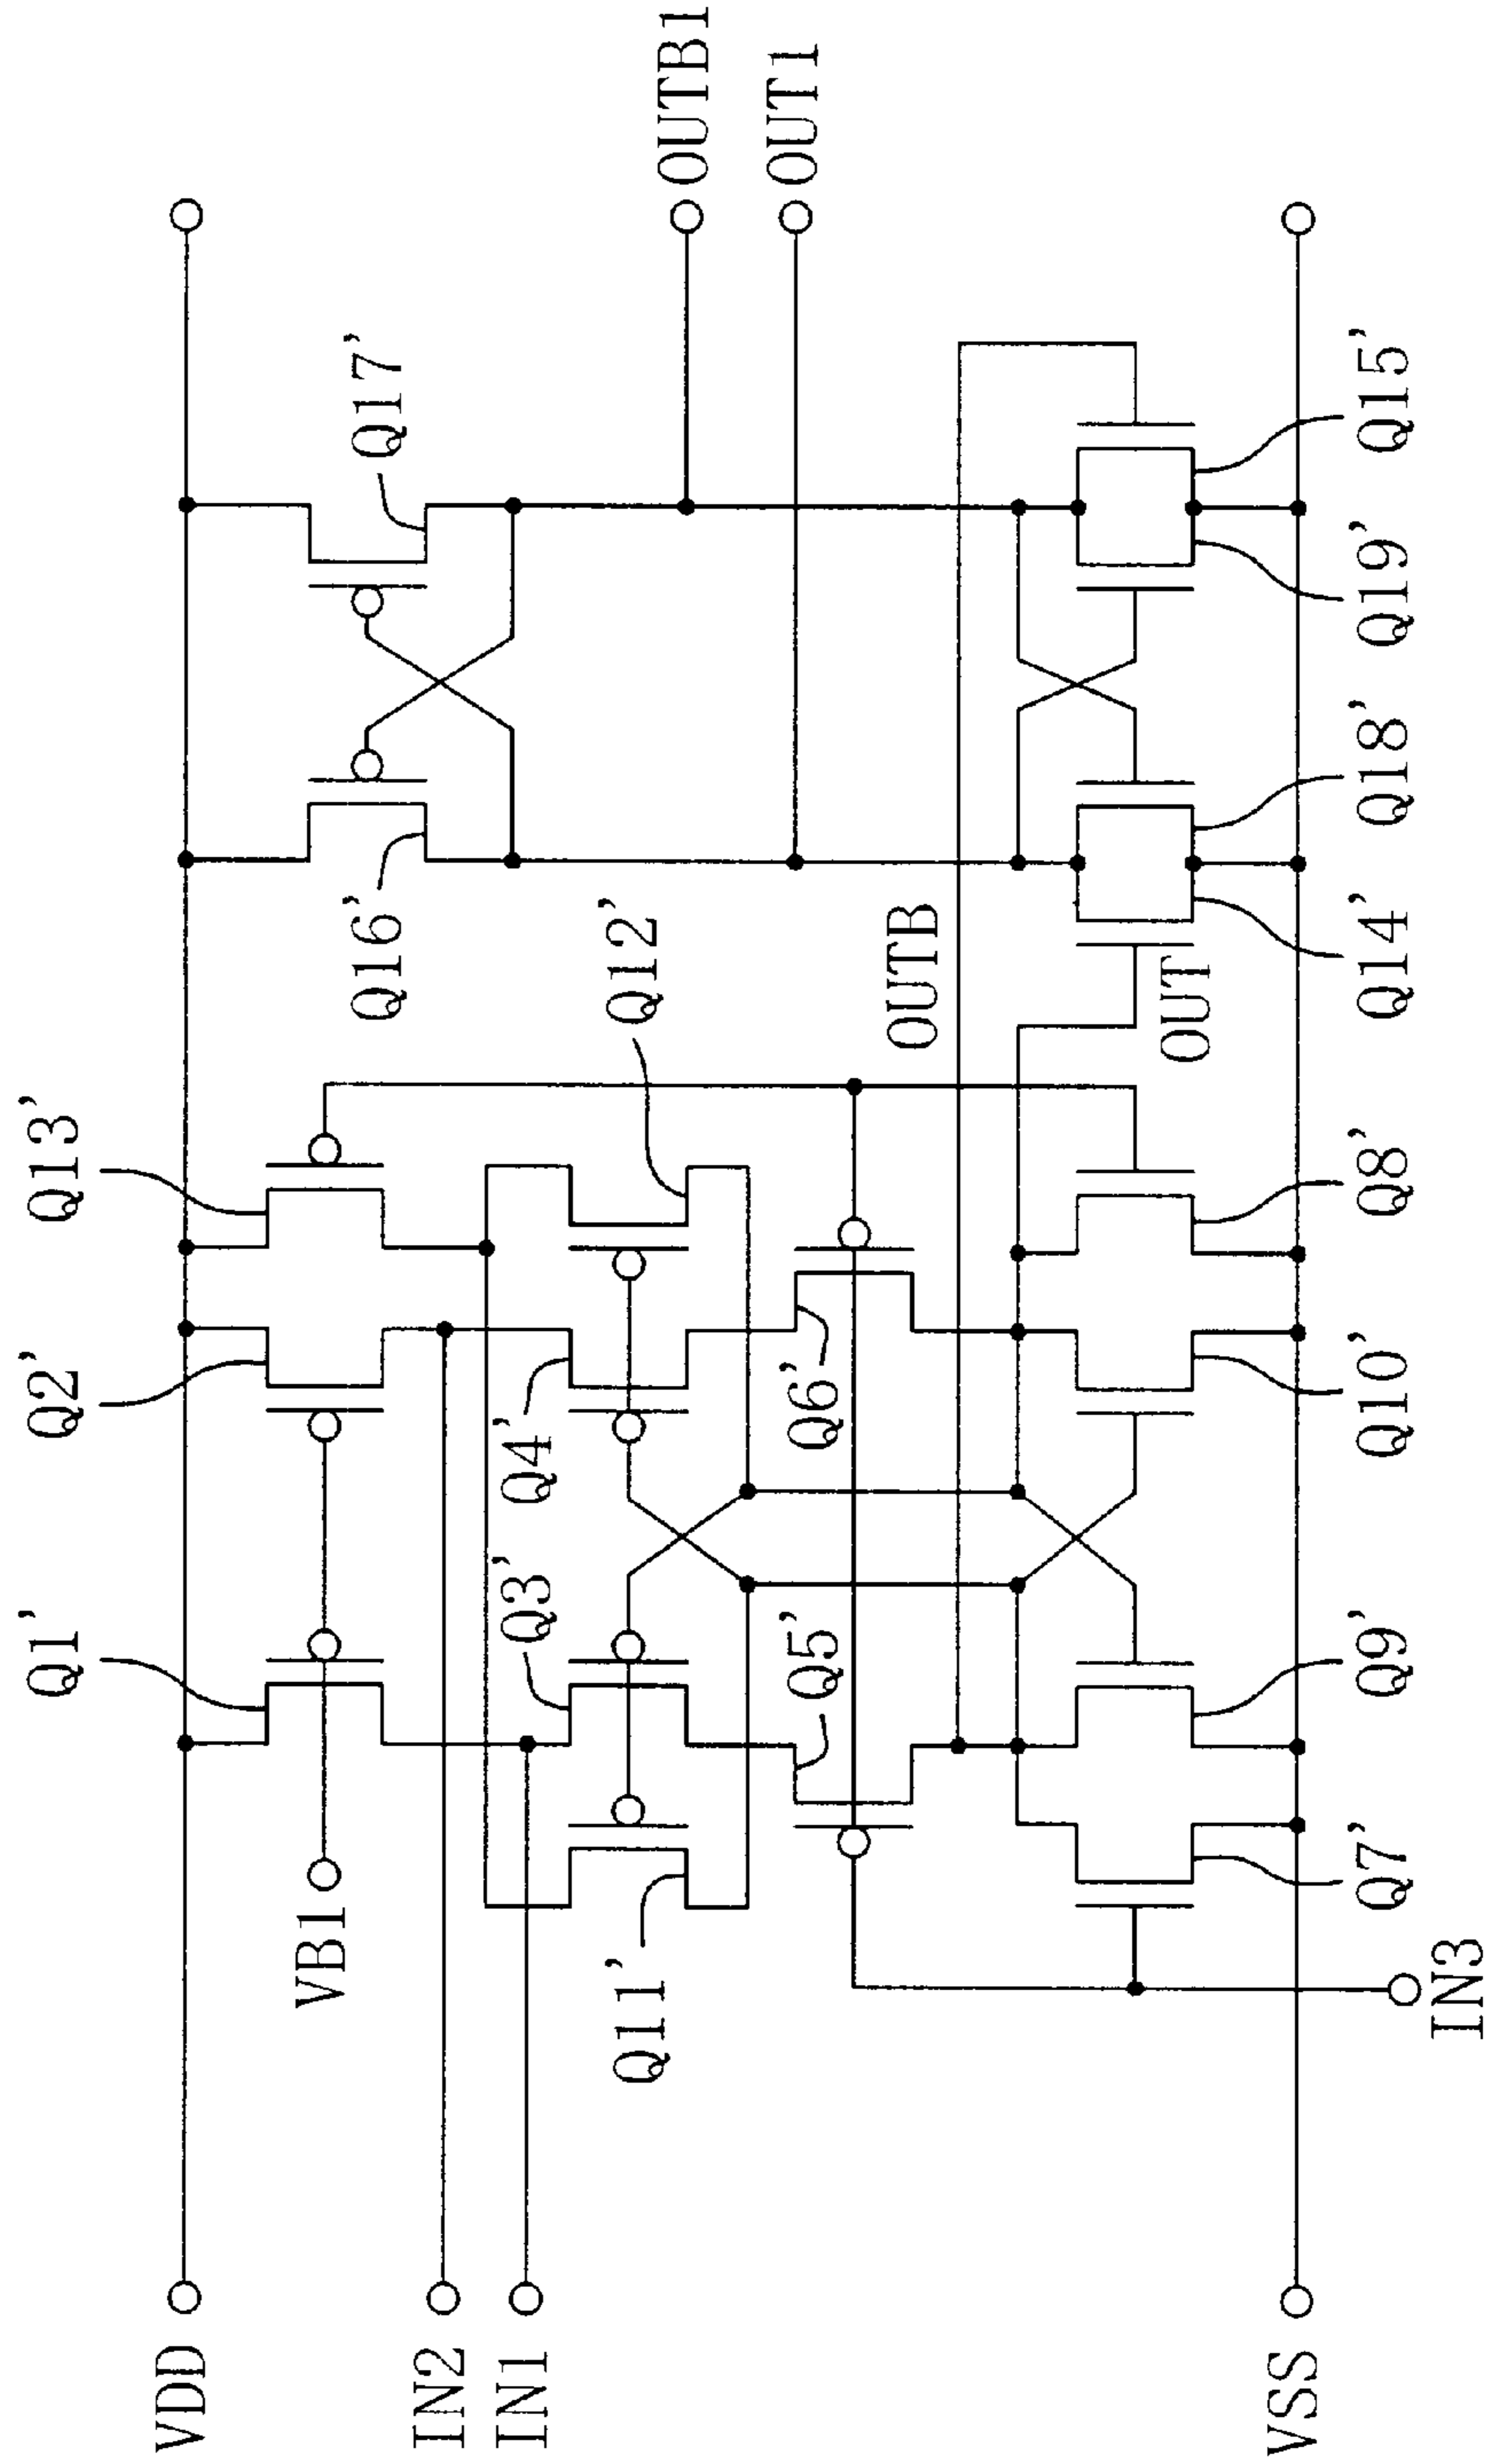 Q1' Q2' Q13'
VDD
VB1
Q16' Q17'
IN2
IN1
Q3' Q4' Q12'
Q11'
OUTB1
OUT1
Q5' Q6'
OUTB
OUT
VSS
Q7' Q9' Q10' Q8' Q14' Q18' Q19' Q15'
IN3